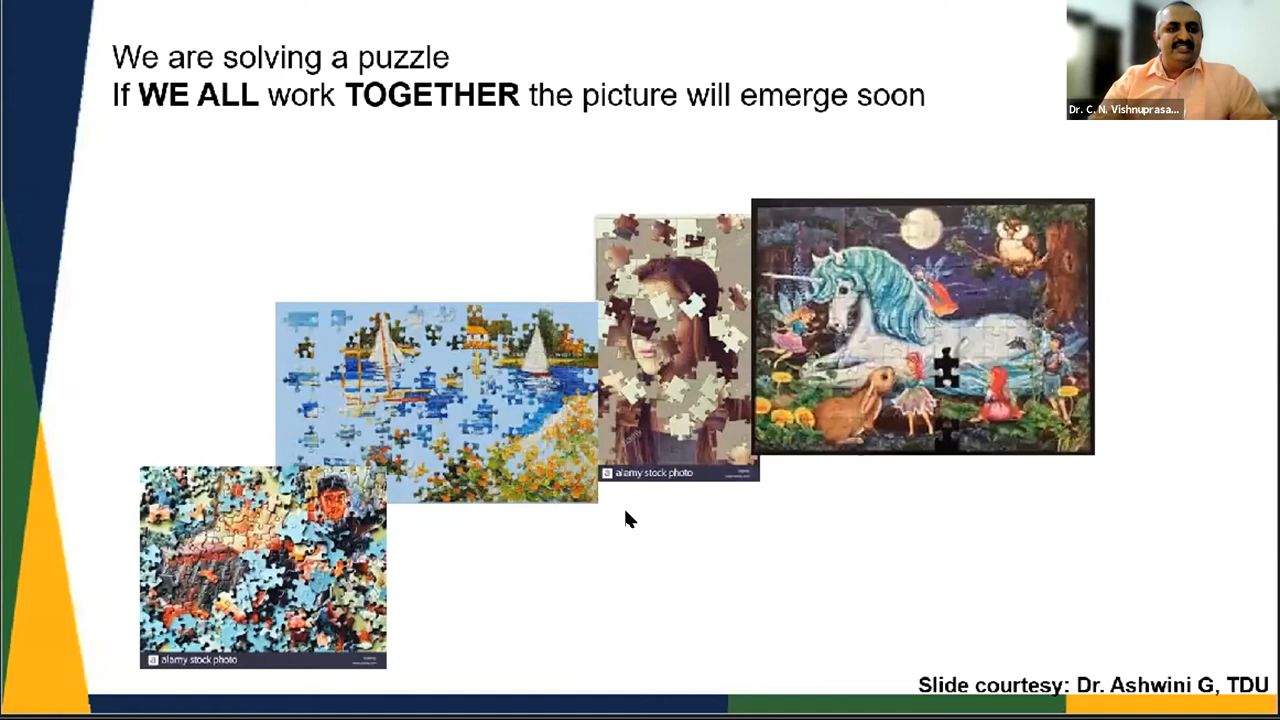 We are solving a puzzle
If WE ALL work TOGETHER the picture will emerge soon
Dr. C. N. Vishnuprasa...
a alamy stock photo
a alamy stock photo
Slide courtesy: Dr. Ashwini G, TDU